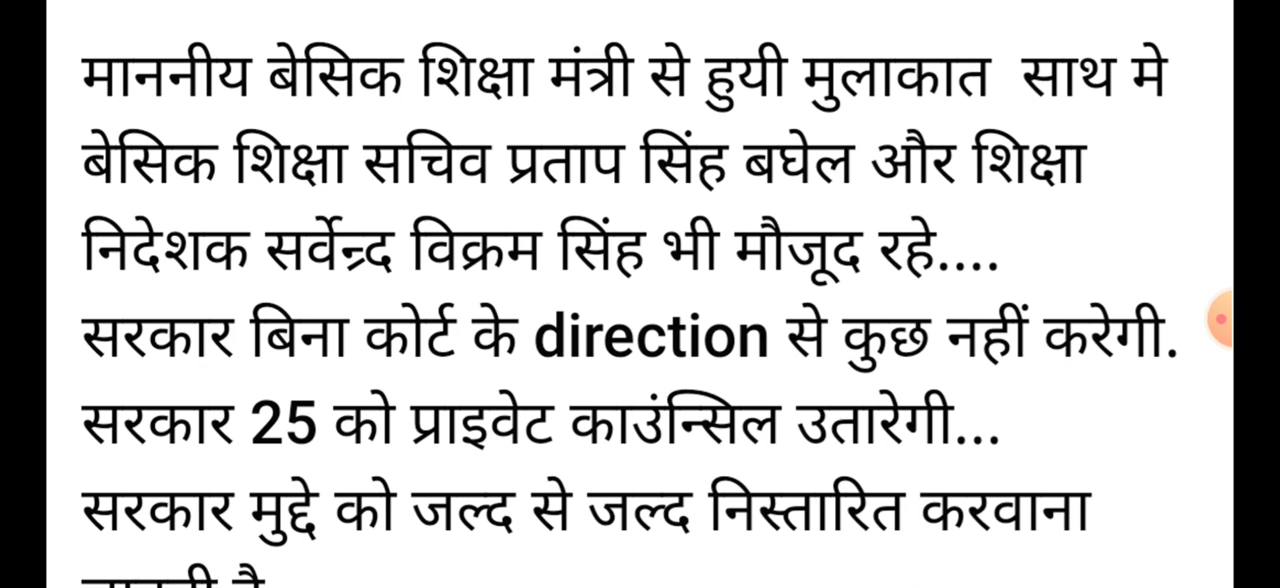 माननीय बेसिक शिक्षा मंत्री से हुयी मुलाकात साथ मे
बेसिक शिक्षा सचिव प्रताप सिंह बघेल और शिक्षा
निदेशक सर्वेन्द्र विक्रम सिंह भी मौजूद रहे....
सरकार बिना कोर्ट के direction से कुछ नहीं करेगी.
सरकार 25 को प्राइवेट काउंन्सिल उतारेगी...
सरकार मुद्दे को जल्द से जल्द निस्तारित करवाना